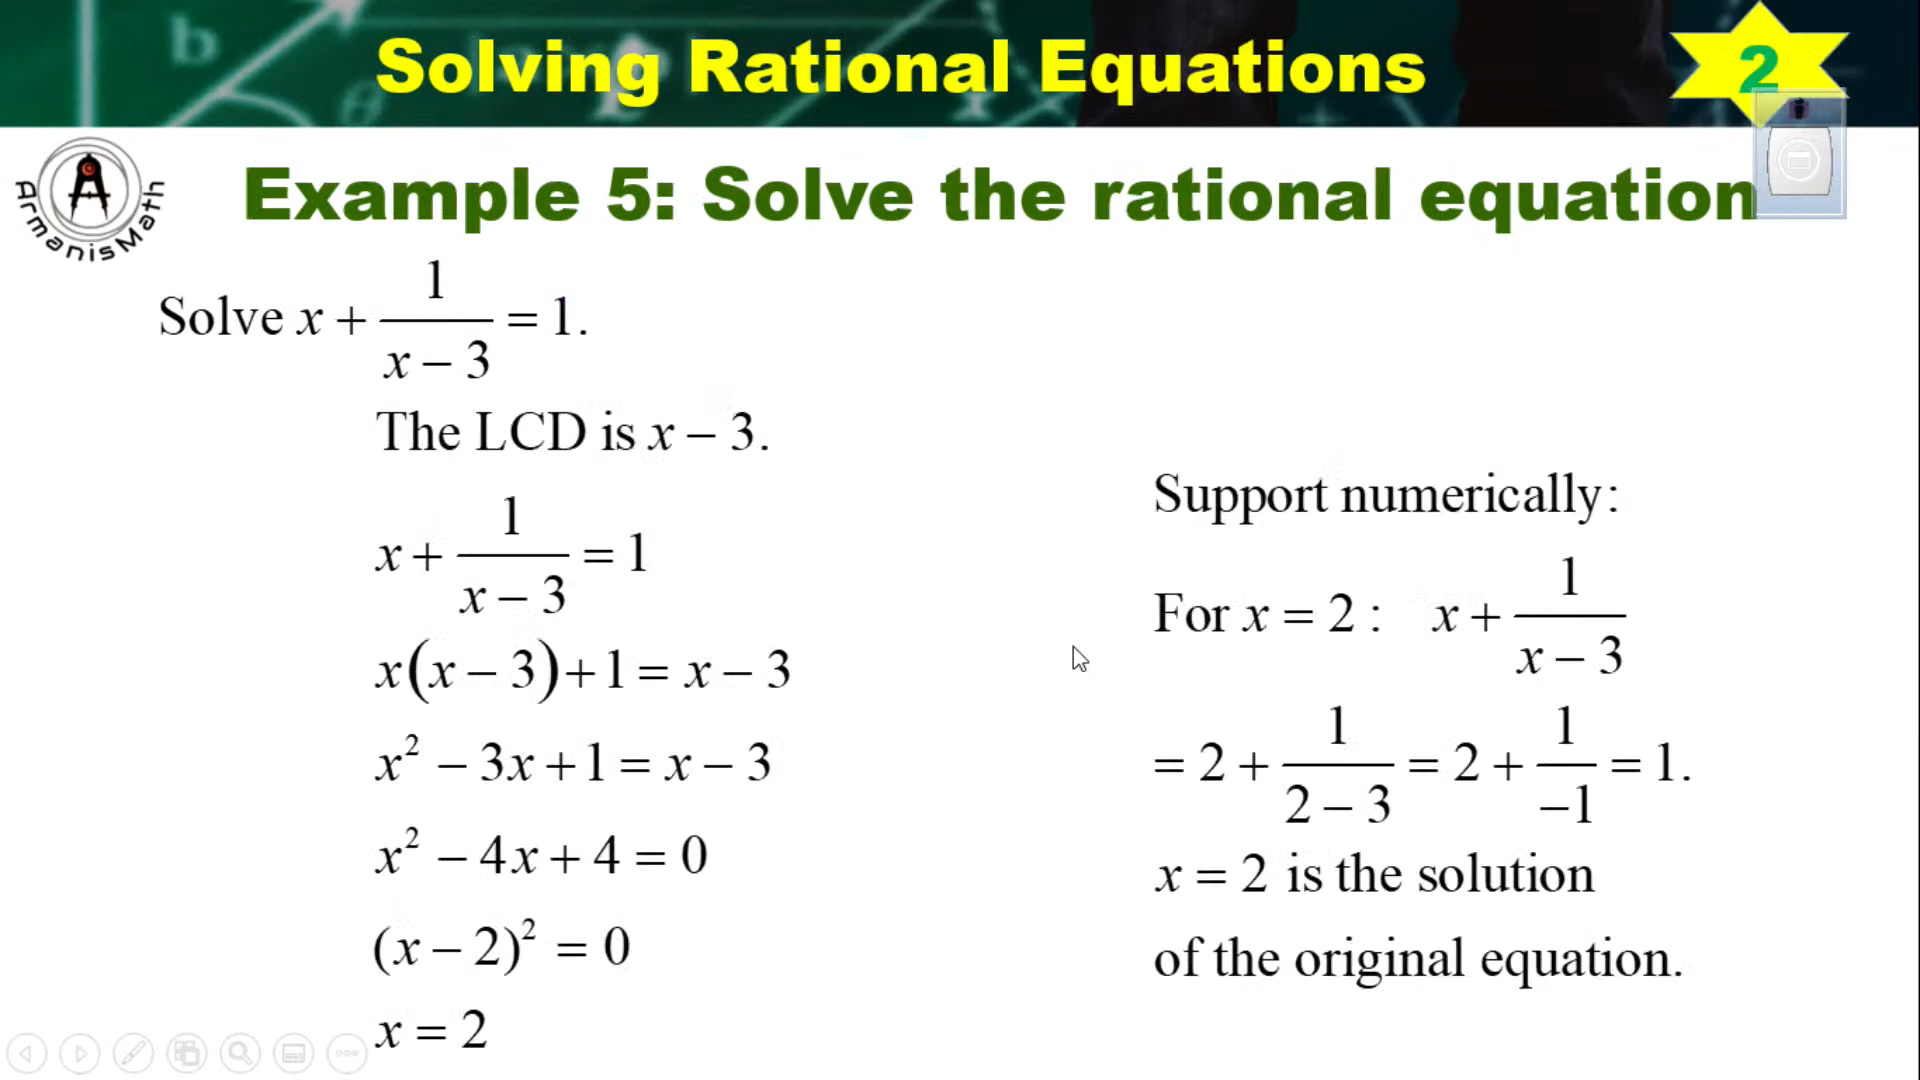 b
θ
Solving Rational Equations
2
ArmanisMath
Example 5: Solve the rational equation
Solve x + 1/(x − 3) = 1.
The LCD is x − 3.
x + 1/(x − 3) = 1
x(x − 3) + 1 = x − 3
x² − 3x + 1 = x − 3
x² − 4x + 4 = 0
(x − 2)² = 0
x = 2
Support numerically:
For x = 2 : x + 1/(x − 3)
= 2 + 1/(2 − 3) = 2 + 1/−1 = 1.
x = 2 is the solution
of the original equation.